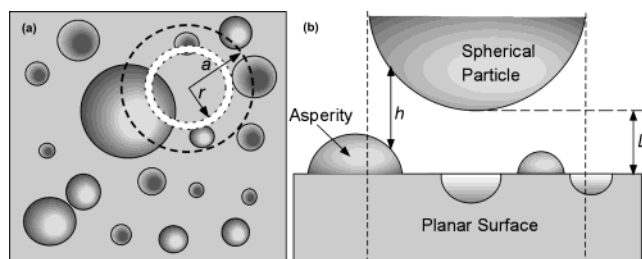 (a)
a
r
(b)
Spherical
Particle
h
Asperity
Planar Surface